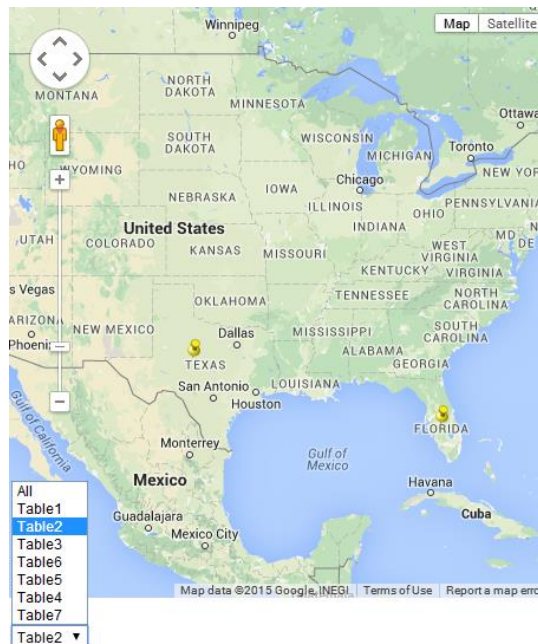 Winnipeg
Map Satellite
NORTH DAKOTA
MONTANA
MINNESOTA
Ottawa
SOUTH DAKOTA
WISCONSIN
MICHIGAN
Toronto
WYOMING
Chicago
NEW YOR
IOWA
NEBRASKA
ILLINOIS
OHIO
PENNSYLVANIA
INDIANA
United States
UTAH
COLORADO
KANSAS
MISSOURI
WEST VIRGINIA
MD
DE
KENTUCKY
VIRGINIA
s Vegas
OKLAHOMA
TENNESSEE
NORTH CAROLINA
ARIZONA
NEW MEXICO
Dallas
MISSISSIPPI
SOUTH CAROLINA
Phoenix
TEXAS
ALABAMA
GEORGIA
San Antonio
LOUISIANA
Houston
Gulf of California
FLORIDA
Monterrey
Gulf of Mexico
Mexico
Havana
Cuba
Guadalajara
Mexico City
All
Table1
Table2
Table3
Table6
Table5
Table4
Table7
Map data ©2015 Google, INEGI Terms of Use Report a map erro
Table2